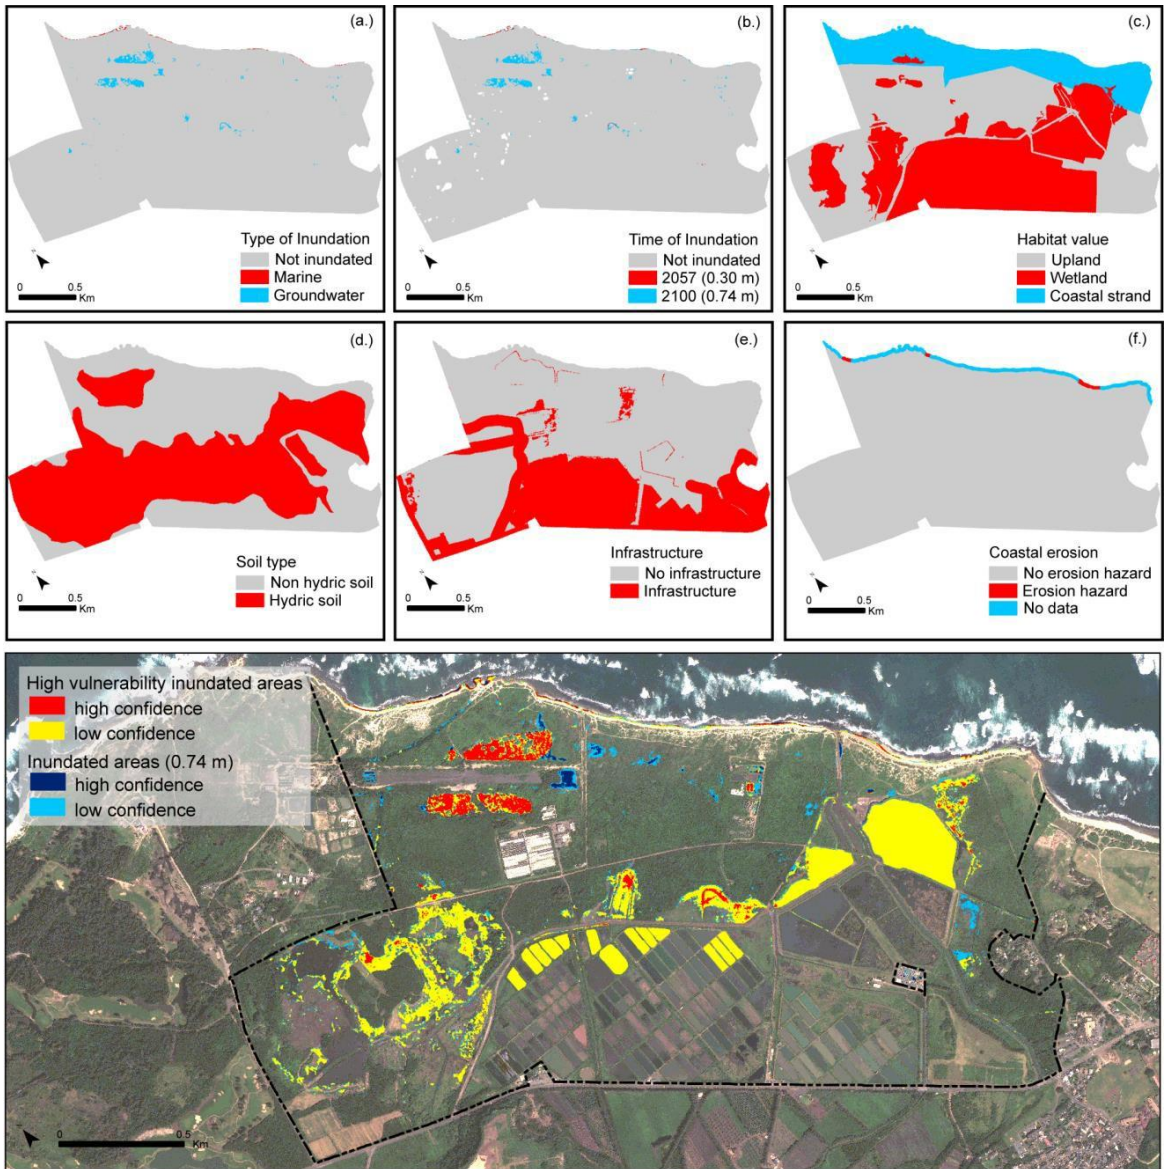 (a.)
Type of Inundation
Not inundated
Marine
Groundwater
0 0.5
Km
(b.)
Time of Inundation
Not inundated
2057 (0.30 m)
2100 (0.74 m)
0 0.5
Km
(c.)
Habitat value
Upland
Wetland
Coastal strand
0 0.5
Km
(d.)
Soil type
Non hydric soil
Hydric soil
0 0.5
Km
(e.)
Infrastructure
No infrastructure
Infrastructure
0 0.5
Km
(f.)
Coastal erosion
No erosion hazard
Erosion hazard
No data
0 0.5
Km
High vulnerability inundated areas
high confidence
low confidence
Inundated areas (0.74 m)
high confidence
low confidence
0 0.5
Km